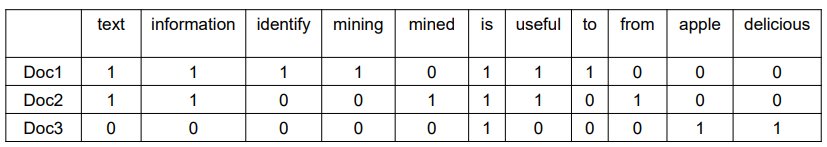 text information identify mining mined is useful to from apple delicious
Doc1 1 1 1 1 0 1 1 1 0 0 0
Doc2 1 1 0 0 1 1 1 0 1 0 0
Doc3 0 0 0 0 0 1 0 0 0 1 1